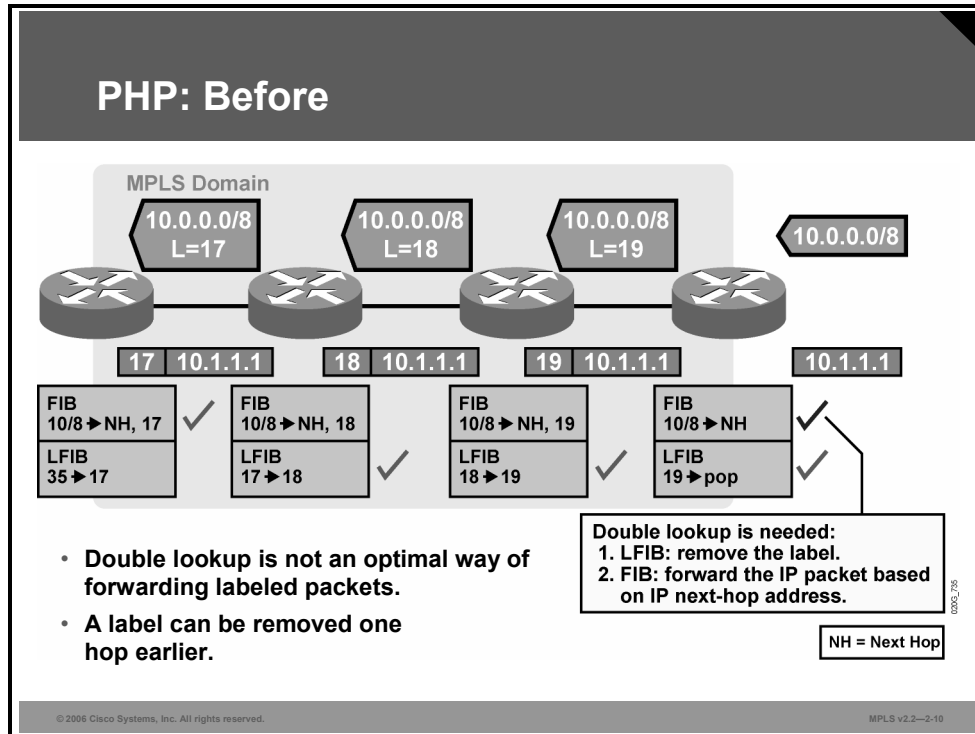 PHP: Before
MPLS Domain
10.0.0.0/8
L=17
10.0.0.0/8
L=18
10.0.0.0/8
L=19
10.0.0.0/8
17 10.1.1.1
18 10.1.1.1
19 10.1.1.1
10.1.1.1
FIB
10/8➔NH, 17
LFIB
35➔17
FIB
10/8➔NH, 18
LFIB
17➔18
FIB
10/8➔NH, 19
LFIB
18➔19
FIB
10/8➔NH
LFIB
19➔pop
• Double lookup is not an optimal way of
forwarding labeled packets.
• A label can be removed one
hop earlier.
Double lookup is needed:
1. LFIB: remove the label.
2. FIB: forward the IP packet based
on IP next-hop address.
020G_735
NH = Next Hop
© 2006 Cisco Systems, Inc. All rights reserved.
MPLS v2.2—2-10